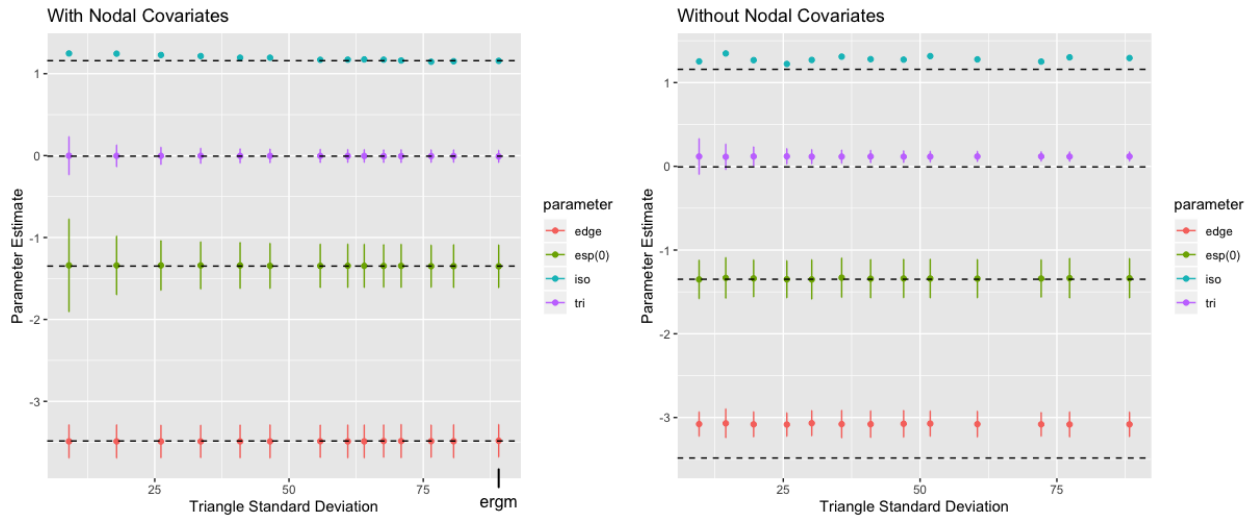 With Nodal Covariates
Parameter Estimate
1
0
-1
-2
-3
25
50
75
Triangle Standard Deviation
ergm
parameter
edge
esp(0)
iso
tri
Without Nodal Covariates
Parameter Estimate
1
0
-1
-2
-3
25
50
75
Triangle Standard Deviation
parameter
edge
esp(0)
iso
tri